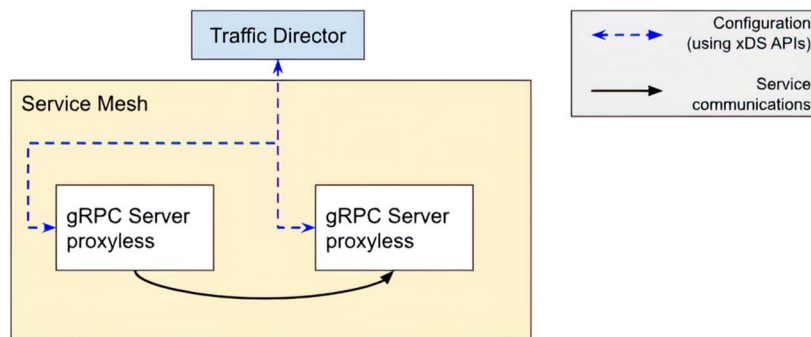 Traffic Director
Configuration
(using xDS APIs)
Service
communications
Service Mesh
gRPC Server
proxyless
gRPC Server
proxyless